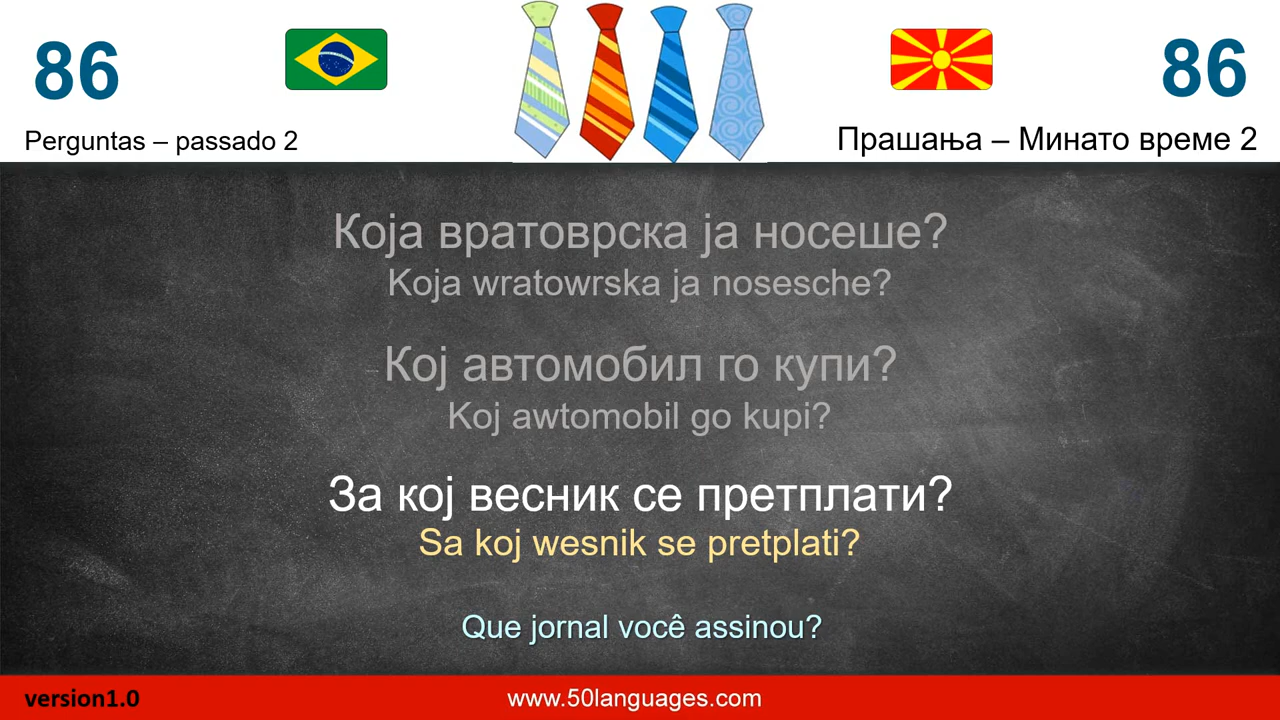 86
86
Perguntas – passado 2
Прашања – Минато време 2
Која вратоврска ја носеше?
Koja wratowrska ja nosesche?
Кој автомобил го купи?
Koj awtomobil go kupi?
За кој весник се претплати?
Sa koj wesnik se pretplati?
Que jornal você assinou?
version1.0
www.50languages.com